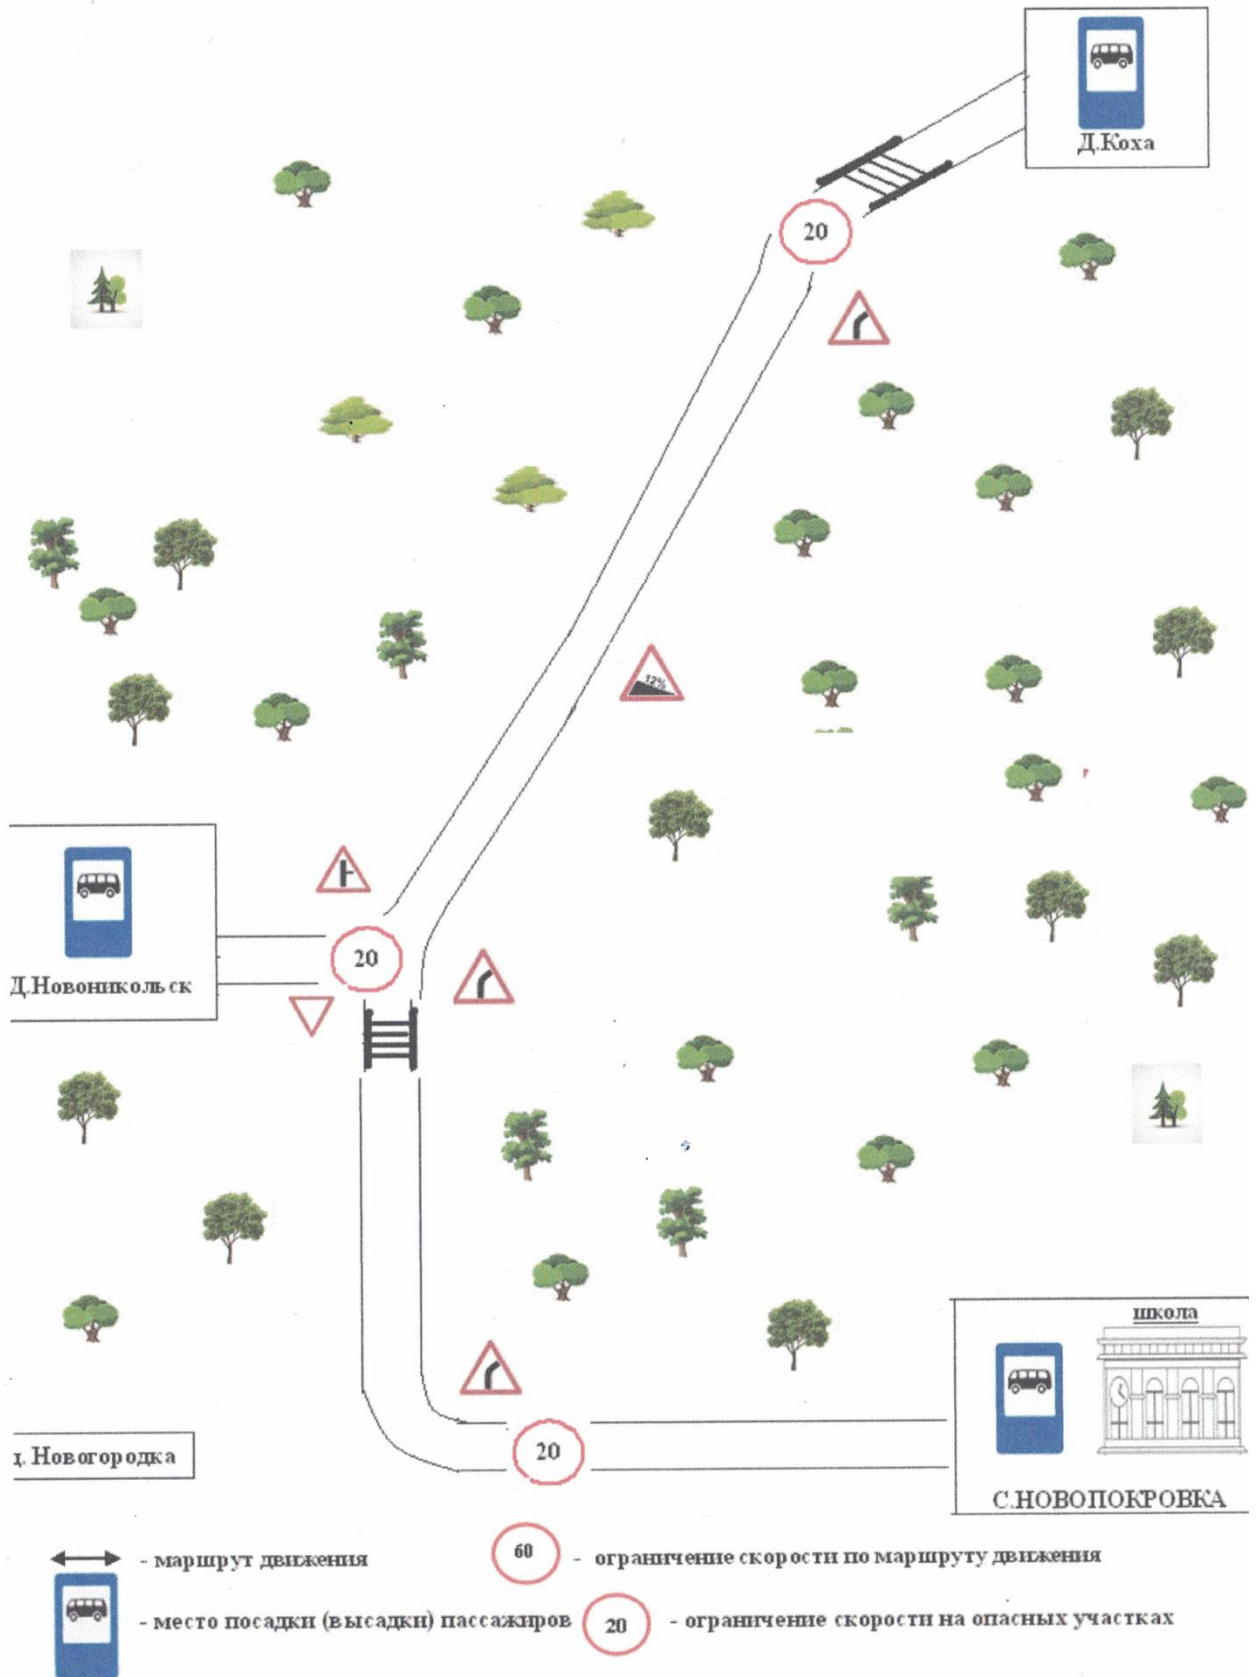 Д.Коха
20
12%
20
Д.Новоникольск
школа
20
С.НОВОПОКРОВКА
д. Новогородка
- маршрут движения
60 - ограничение скорости по маршруту движения
- место посадки (высадки) пассажиров
20 - ограничение скорости на опасных участках